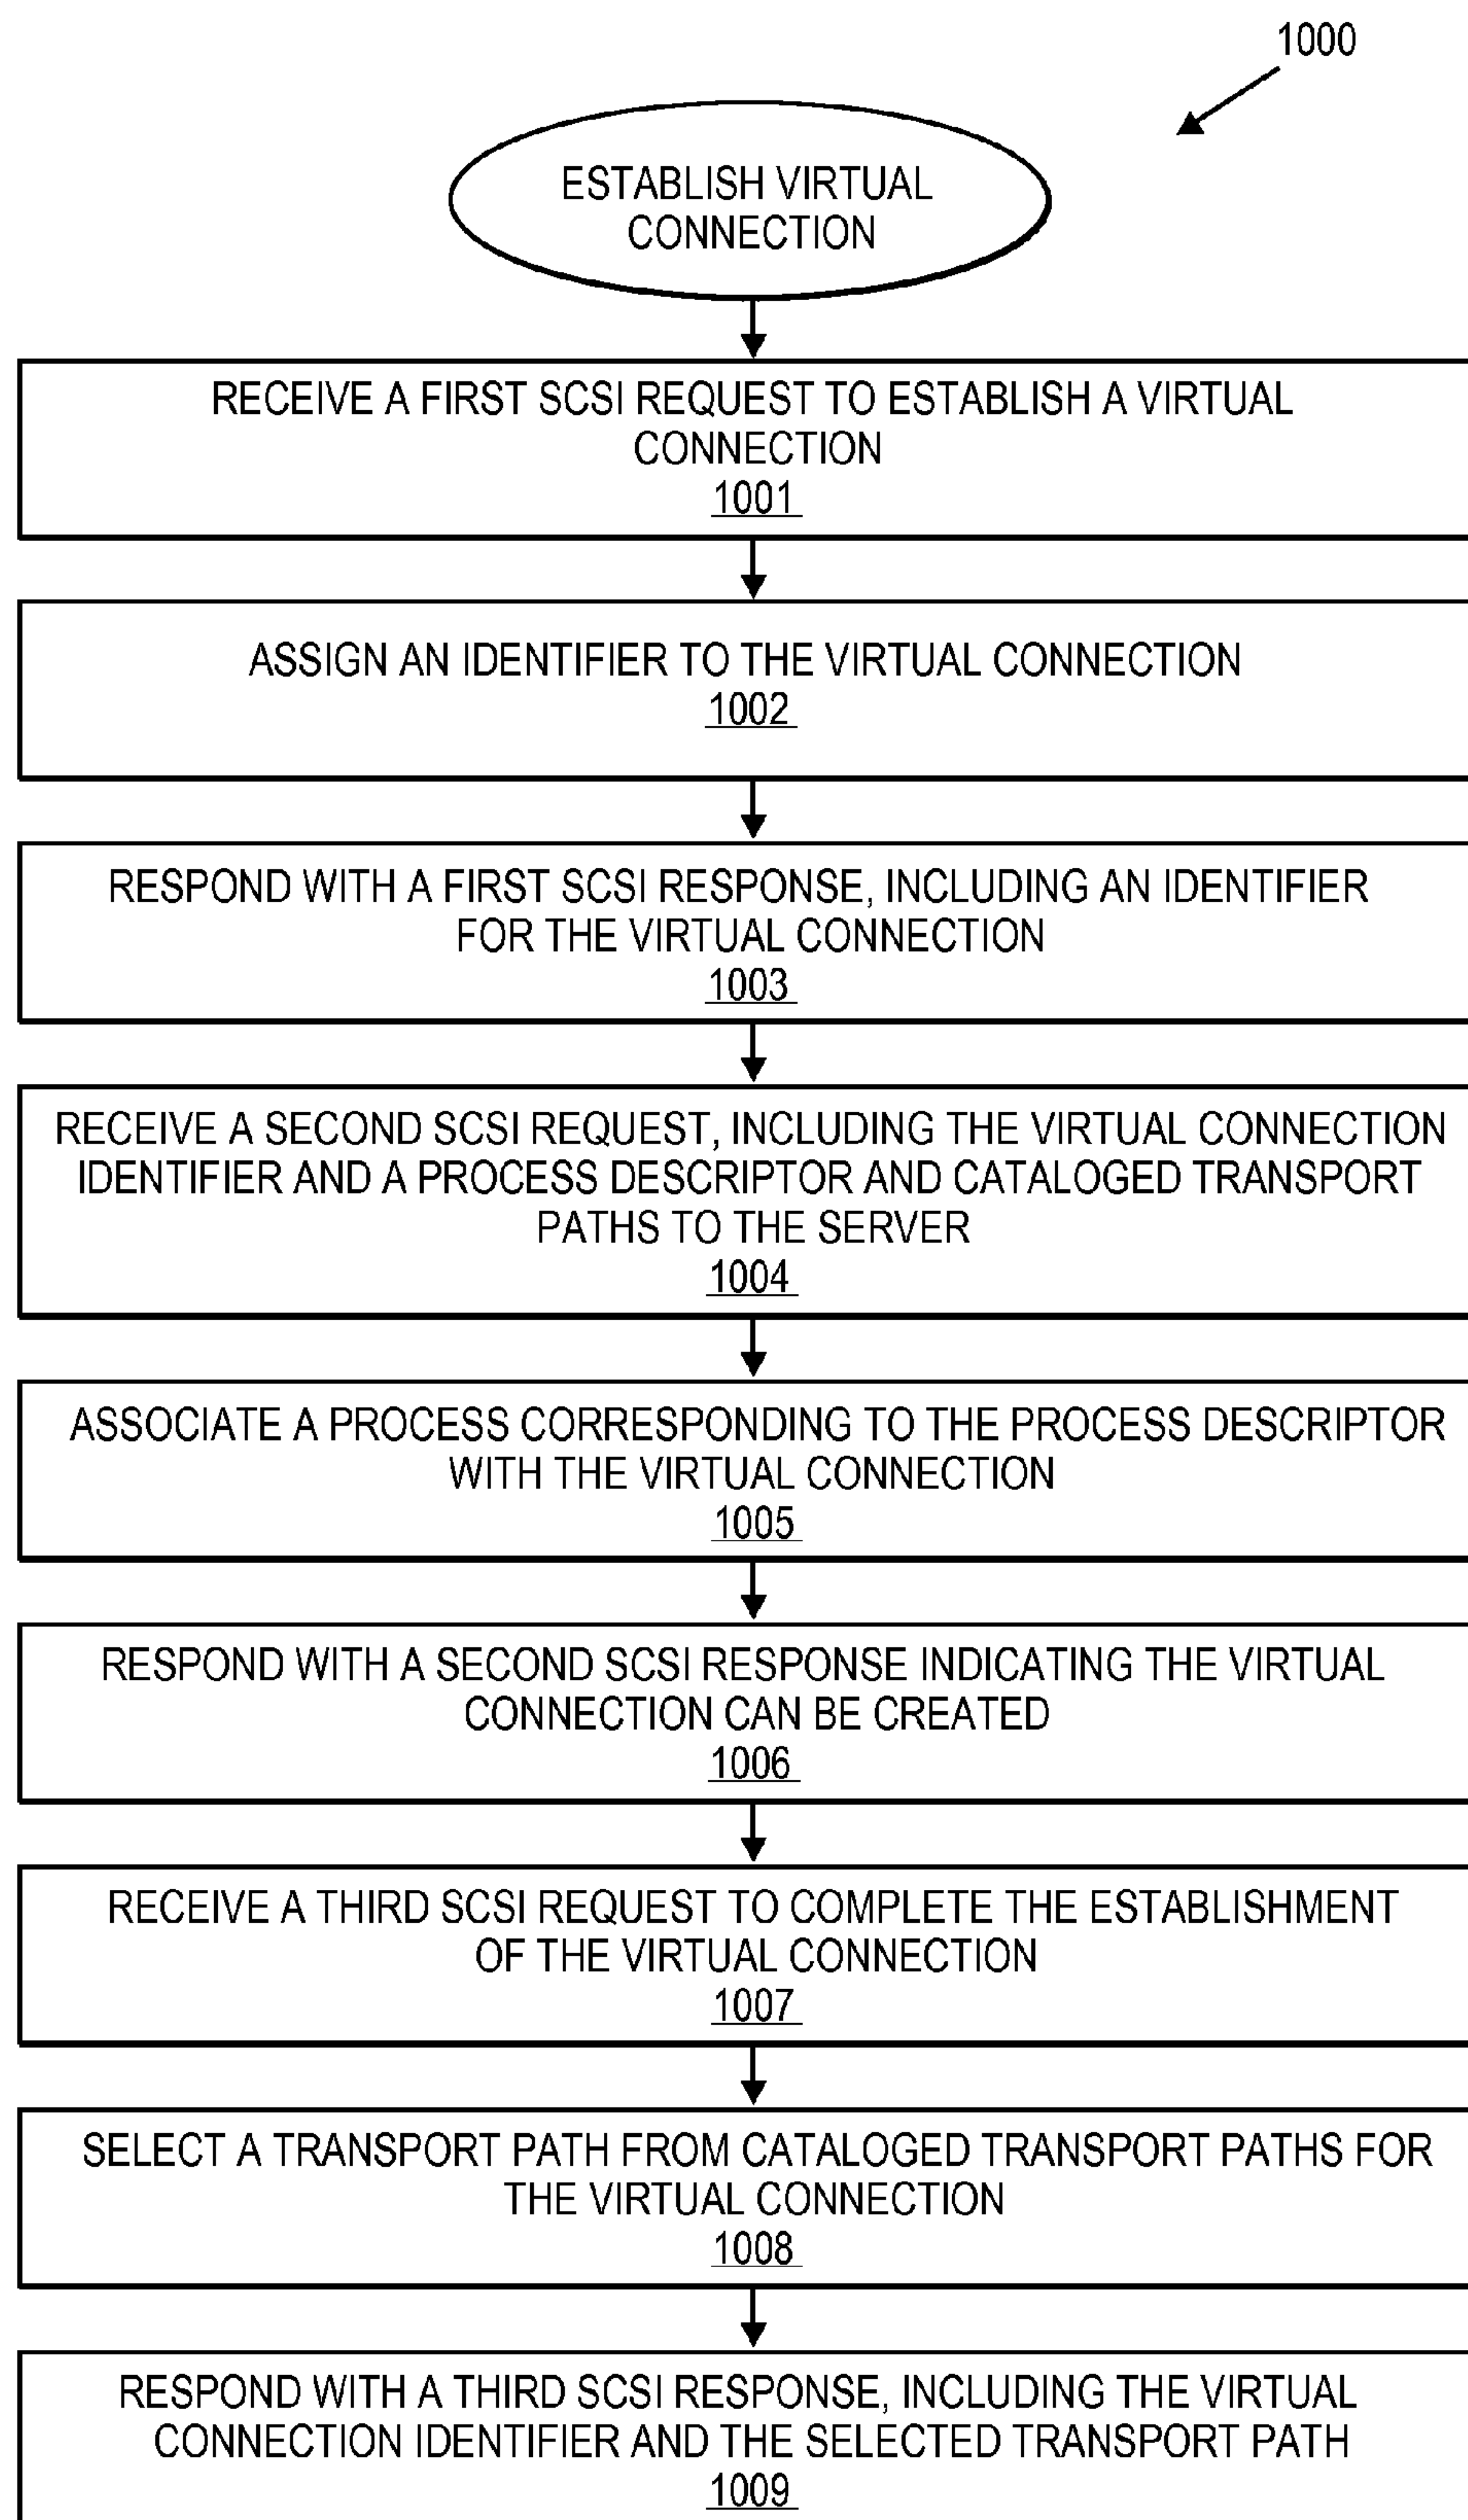 1000
ESTABLISH VIRTUAL
CONNECTION
RECEIVE A FIRST SCSI REQUEST TO ESTABLISH A VIRTUAL
CONNECTION
1001
ASSIGN AN IDENTIFIER TO THE VIRTUAL CONNECTION
1002
RESPOND WITH A FIRST SCSI RESPONSE, INCLUDING AN IDENTIFIER
FOR THE VIRTUAL CONNECTION
1003
RECEIVE A SECOND SCSI REQUEST, INCLUDING THE VIRTUAL CONNECTION
IDENTIFIER AND A PROCESS DESCRIPTOR AND CATALOGED TRANSPORT
PATHS TO THE SERVER
1004
ASSOCIATE A PROCESS CORRESPONDING TO THE PROCESS DESCRIPTOR
WITH THE VIRTUAL CONNECTION
1005
RESPOND WITH A SECOND SCSI RESPONSE INDICATING THE VIRTUAL
CONNECTION CAN BE CREATED
1006
RECEIVE A THIRD SCSI REQUEST TO COMPLETE THE ESTABLISHMENT
OF THE VIRTUAL CONNECTION
1007
SELECT A TRANSPORT PATH FROM CATALOGED TRANSPORT PATHS FOR
THE VIRTUAL CONNECTION
1008
RESPOND WITH A THIRD SCSI RESPONSE, INCLUDING THE VIRTUAL
CONNECTION IDENTIFIER AND THE SELECTED TRANSPORT PATH
1009